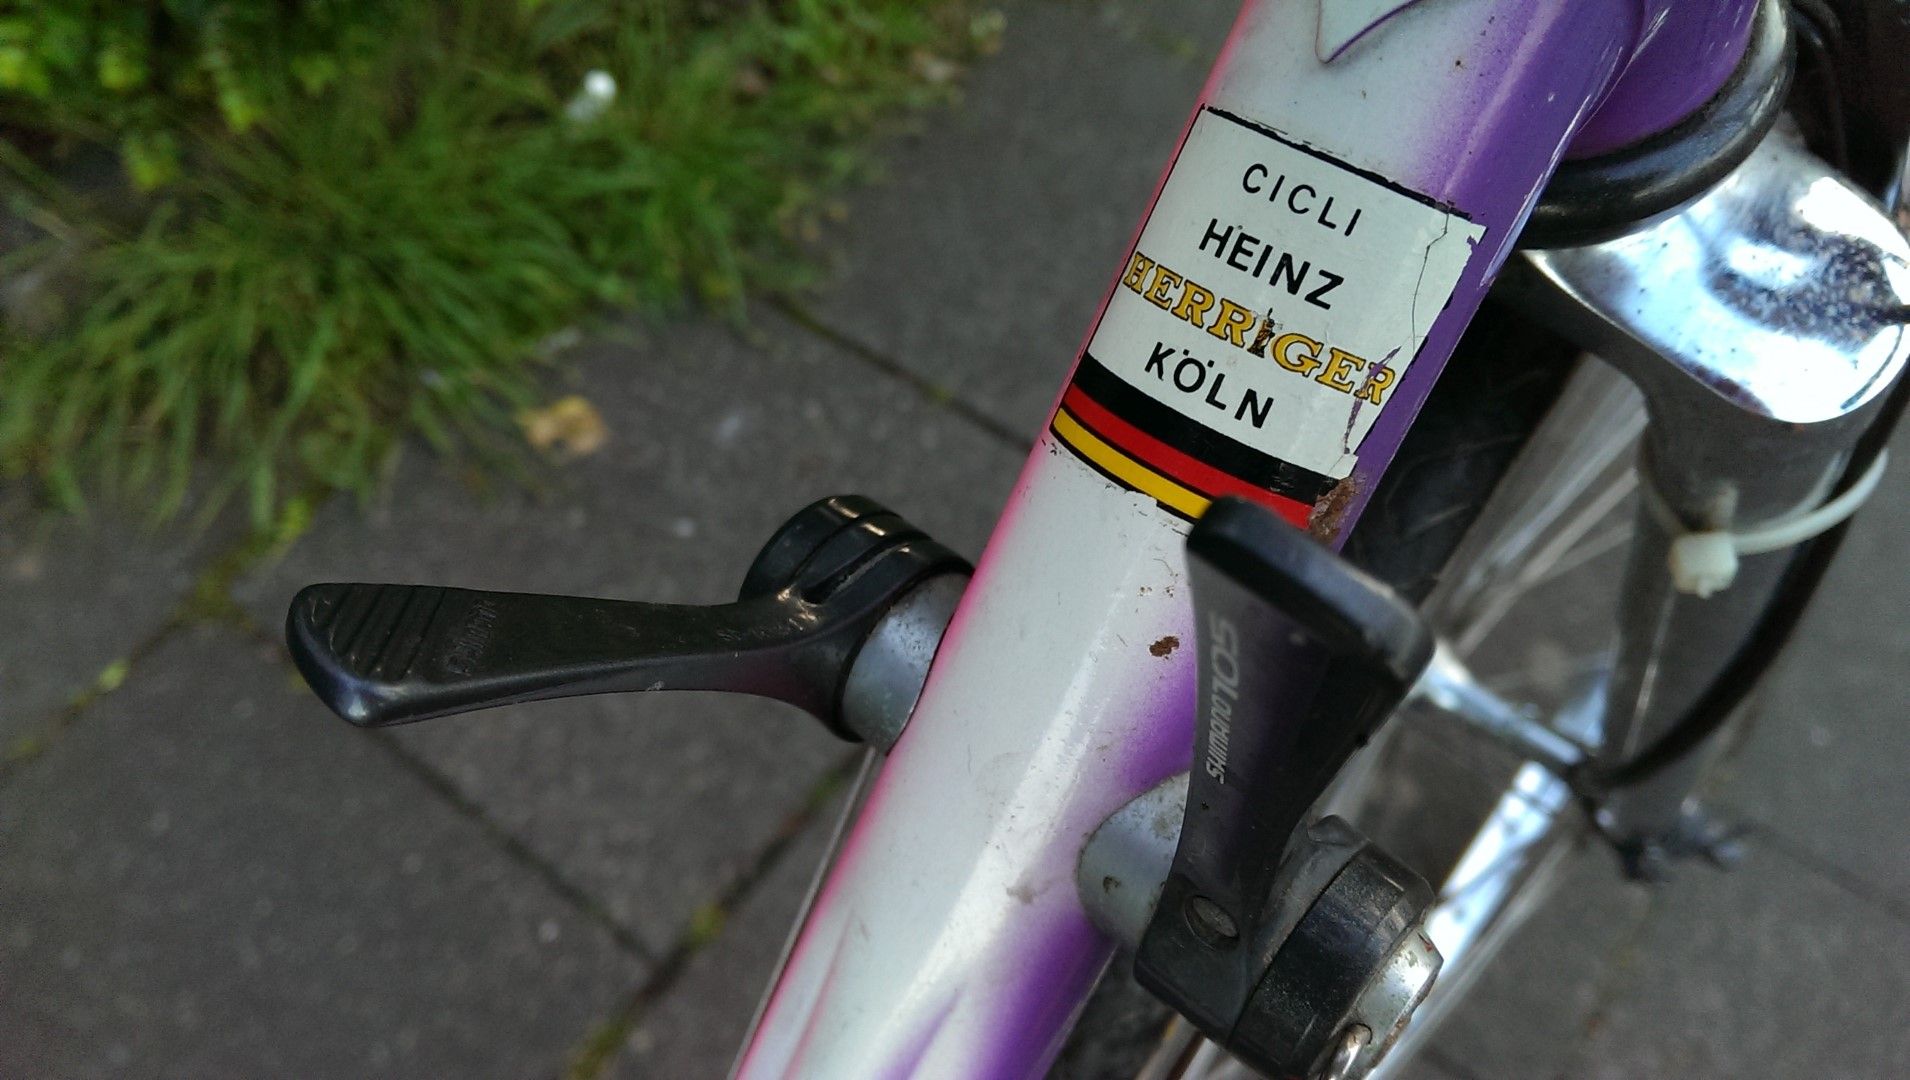 CICLI
HEINZ
HERRIGER
KÖLN
SHIMANO 105